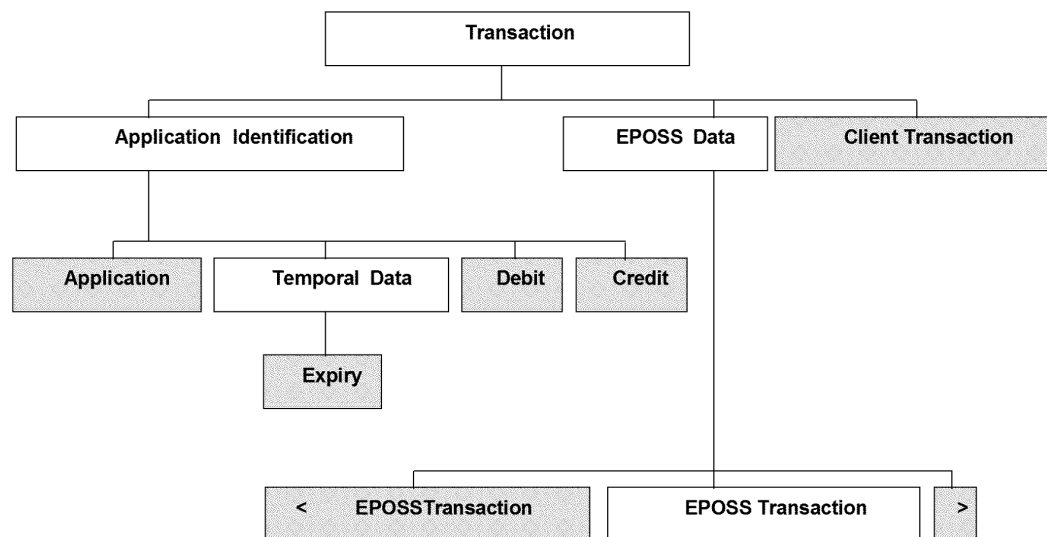 Transaction
Application Identification
EPOSS Data
Client Transaction
Application
Temporal Data
Debit
Credit
Expiry
< EPOSSTransaction
EPOSS Transaction
>